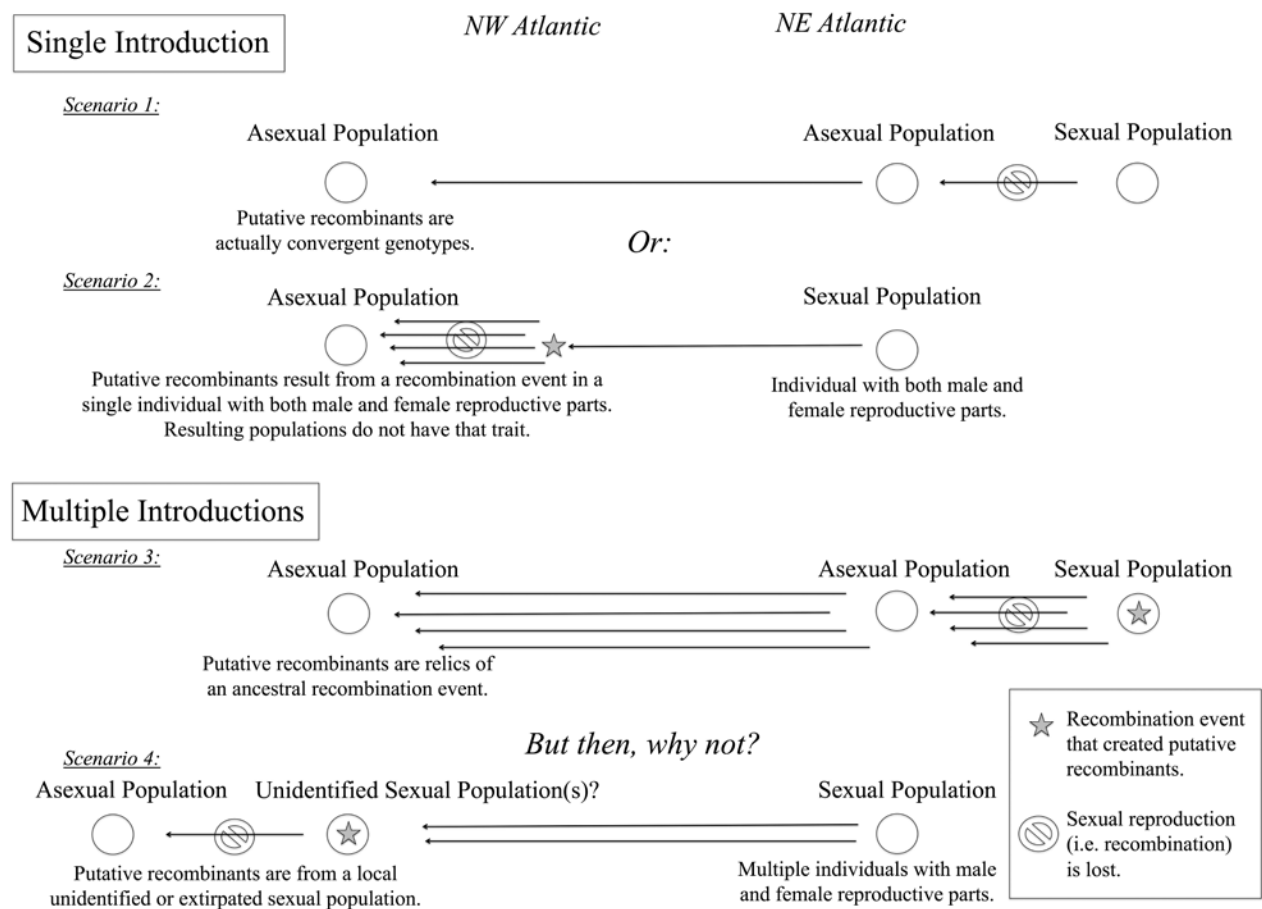 NW Atlantic
NE Atlantic
Single Introduction
Scenario 1:
Asexual Population
Asexual Population
Sexual Population
Putative recombinants are
actually convergent genotypes.
Or:
Scenario 2:
Asexual Population
Sexual Population
Putative recombinants result from a recombination event in a
single individual with both male and female reproductive parts.
Resulting populations do not have that trait.
Individual with both male and
female reproductive parts.
Multiple Introductions
Scenario 3:
Asexual Population
Asexual Population
Sexual Population
Putative recombinants are relics of
an ancestral recombination event.
But then, why not?
Scenario 4:
Asexual Population
Unidentified Sexual Population(s)?
Sexual Population
Putative recombinants are from a local
unidentified or extirpated sexual population.
Multiple individuals with male
and female reproductive parts.
Recombination event
that created putative
recombinants.
Sexual reproduction
(i.e. recombination)
is lost.